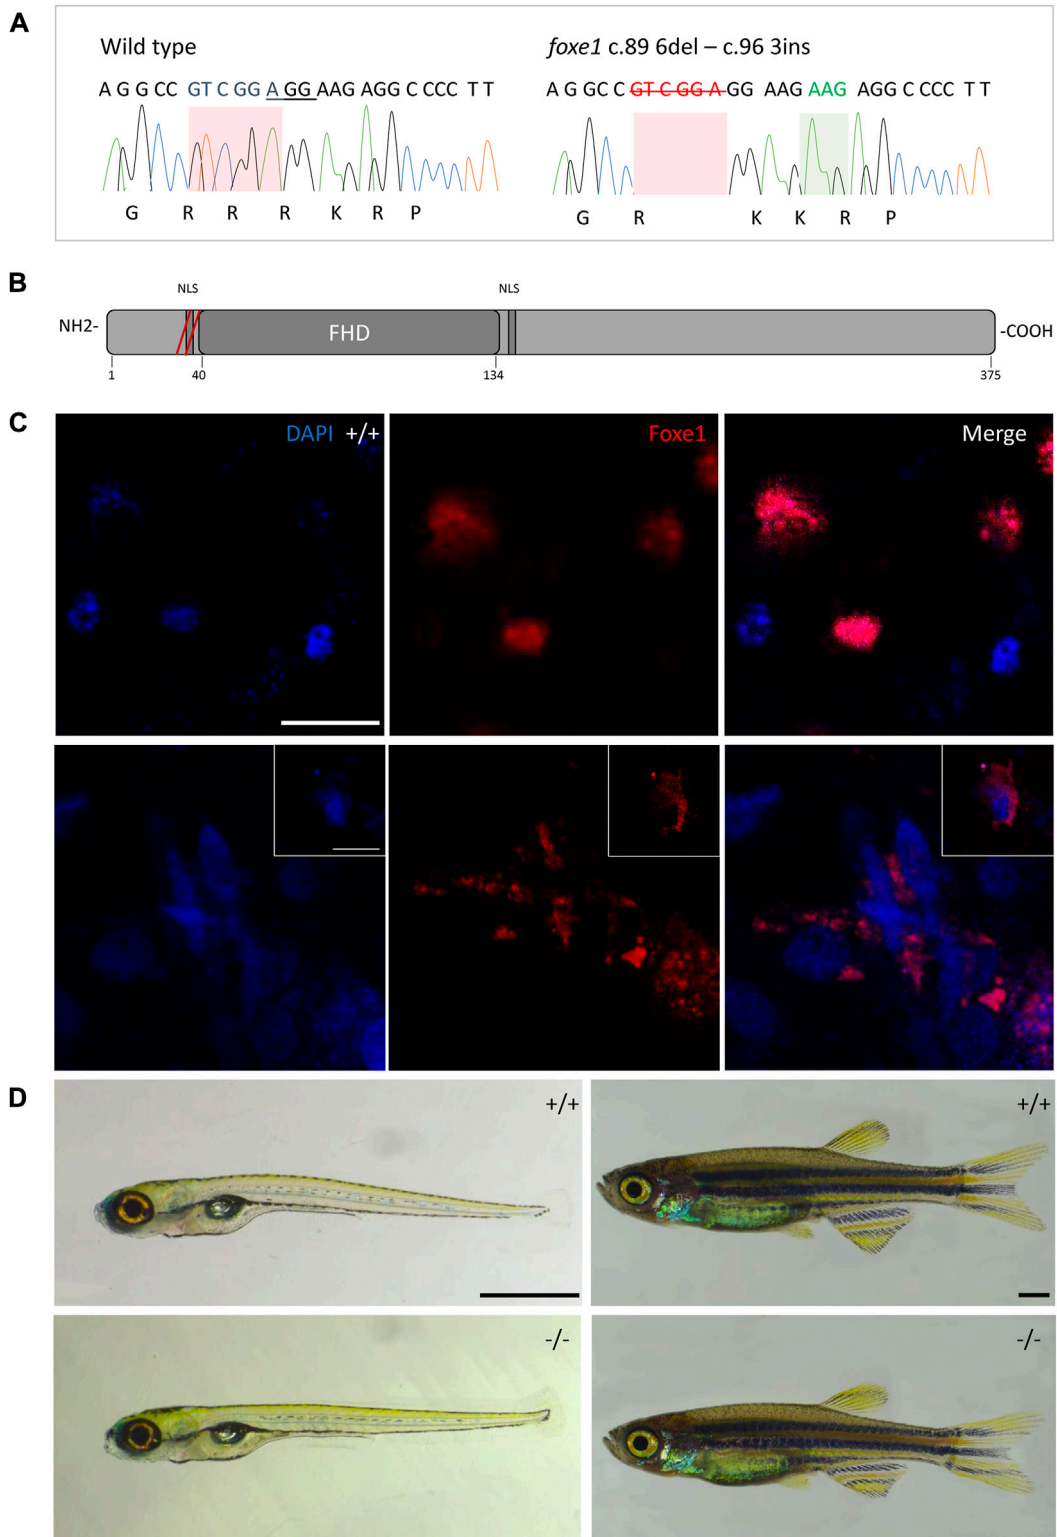 A
Wild type
foxe1 c.89 6del – c.96 3ins
A G G CC GT C GG A GG AAG AGG C CCC T T
A G GC C GT C GG A GG AAG AAG AGG C CCC T T
G R R R K R P
G R K K R P
B
NLS NLS
NH2- FHD -COOH
1 40 134 375
C
DAPI +/+ Foxe1 Merge
D
+/+ +/+
-/- -/-